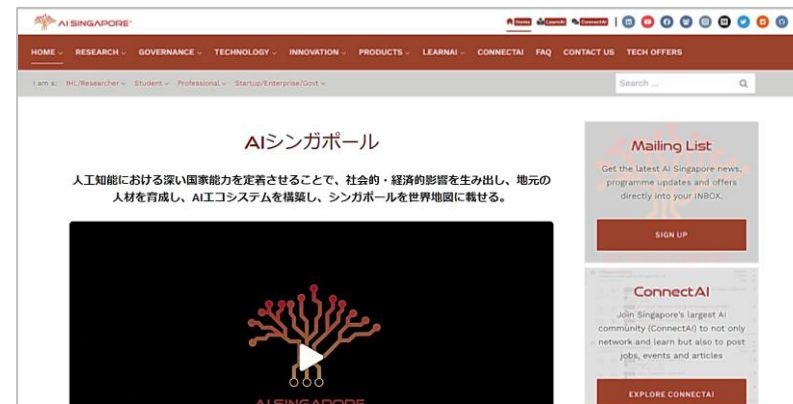 AI SINGAPORE
Home LearnAI ConnectAI
HOME RESEARCH GOVERNANCE TECHNOLOGY INNOVATION PRODUCTS LEARNAI CONNECTAI FAQ CONTACT US TECH OFFERS
I am a: IHL/Researcher Student Professional Startup/Enterprise/Govt Search ...
AIシンガポール
人工知能における深い国家能力を定着させることで、社会的・経済的影響を生み出し、地元の
人材を育成し、AIエコシステムを構築し、シンガポールを世界地図に載せる。
AI SINGAPORE
Mailing List
Get the latest AI Singapore news,
programme updates and offers
directly into your INBOX.
SIGN UP
ConnectAI
Join Singapore's largest AI
community (ConnectAI) to not only
network and learn but also to post
jobs, events and articles
EXPLORE CONNECTAI